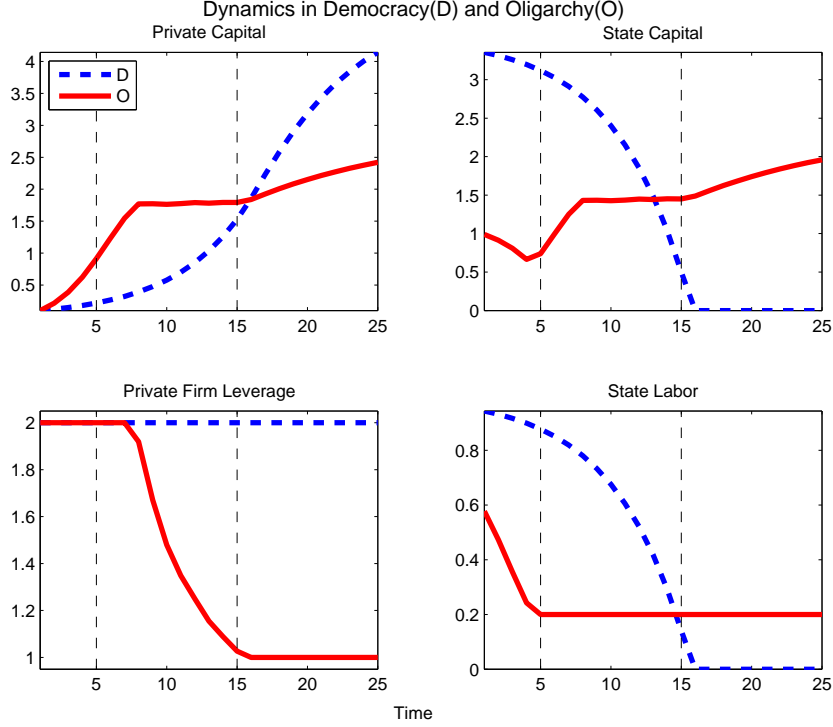 Dynamics in Democracy(D) and Oligarchy(O)
Private Capital
State Capital
4
3.5
3
2.5
2
1.5
1
0.5
D
O
5 10 15 20 25
3
2.5
2
1.5
1
0.5
0
5 10 15 20 25
Private Firm Leverage
State Labor
2
1.8
1.6
1.4
1.2
1
5 10 15 20 25
0.8
0.6
0.4
0.2
0
5 10 15 20 25
Time